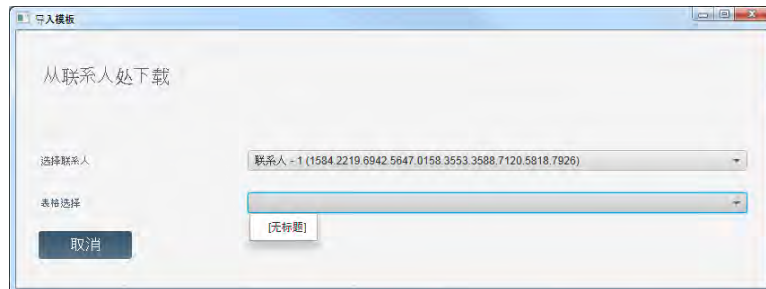 导入模板
从联系人处下载
选择联系人
联系人 - 1 (1584.2219.6942.5647.0158.3553.3588.7120.5818.7926)
表格选择
[无标题]
取消